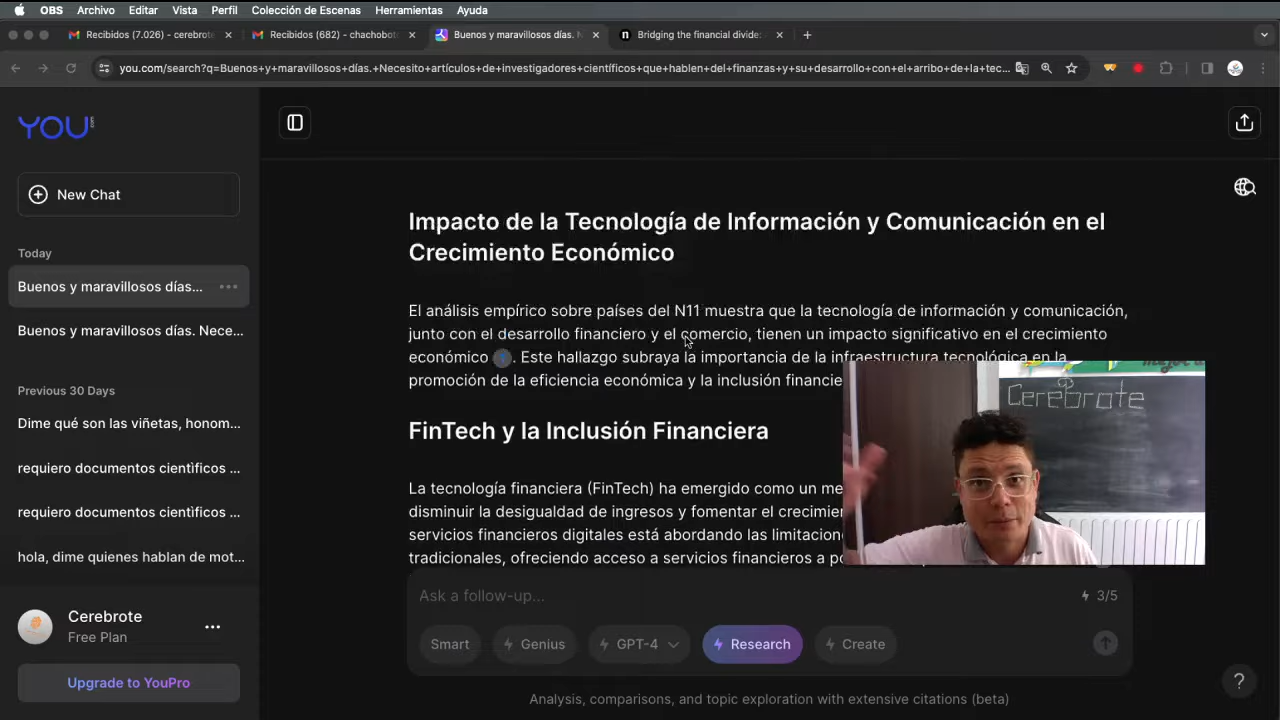 OBS Archivo Editar Vista Perfil Colección de Escenas Herramientas Ayuda
Recibidos (7.026) - cerebrote Recibidos (682) - chachobot Buenos y maravillosos días. N Bridging the financial divide:
you.com/search?q=Buenos+y+maravillosos+días.+Necesito+artículos+de+investigadores+científicos+que+hablen+del+finanzas+y+su+desarrollo+con+el+arribo+de+la+tec...
YOU
New Chat
Today
Buenos y maravillosos días...
Buenos y maravillosos días. Nece...
Previous 30 Days
Dime qué son las viñetas, honom...
requiero documentos cientìficos ...
requiero documentos cientìficos ...
hola, dime quienes hablan de mot...
Cerebrote
Free Plan
Upgrade to YouPro
Impacto de la Tecnología de Información y Comunicación en el
Crecimiento Económico
El análisis empírico sobre países del N11 muestra que la tecnología de información y comunicación,
junto con el desarrollo financiero y el comercio, tienen un impacto significativo en el crecimiento
económico 1. Este hallazgo subraya la importancia de la infraestructura tecnológica en la
promoción de la eficiencia económica y la inclusión financie
FinTech y la Inclusión Financiera
La tecnología financiera (FinTech) ha emergido como un me
disminuir la desigualdad de ingresos y fomentar el crecimier
servicios financieros digitales está abordando las limitacion
tradicionales, ofreciendo acceso a servicios financieros a po
Cerebrote
Ask a follow-up... 3/5
Smart Genius GPT-4 Research Create
Analysis, comparisons, and topic exploration with extensive citations (beta)
?